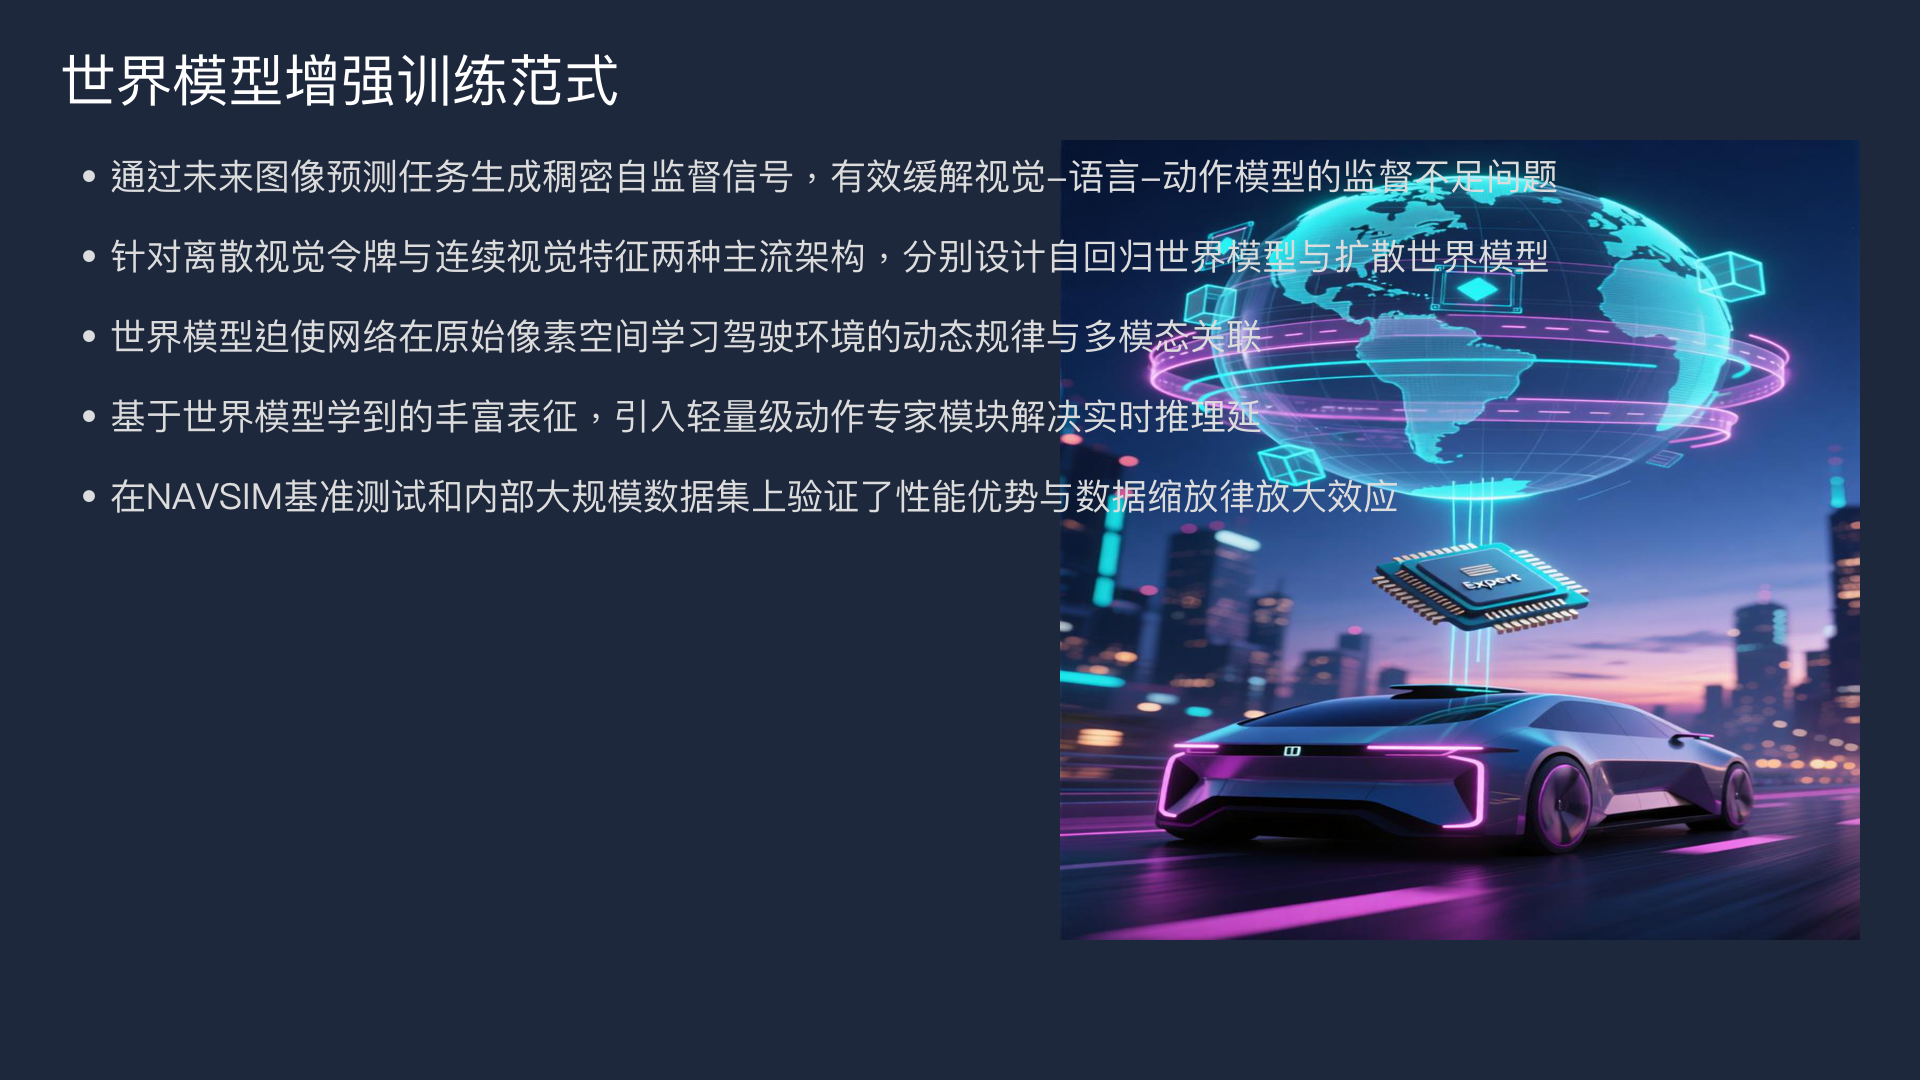 世界模型增强训练范式
• 通过未来图像预测任务生成稠密自监督信号，有效缓解视觉-语言-动作模型的监督不足问题
• 针对离散视觉令牌与连续视觉特征两种主流架构，分别设计自回归世界模型与扩散世界模型
• 世界模型迫使网络在原始像素空间学习驾驶环境的动态规律与多模态关联
• 基于世界模型学到的丰富表征，引入轻量级动作专家模块解决实时推理延
• 在NAVSIM基准测试和内部大规模数据集上验证了性能优势与数据缩放律放大效应
Expert